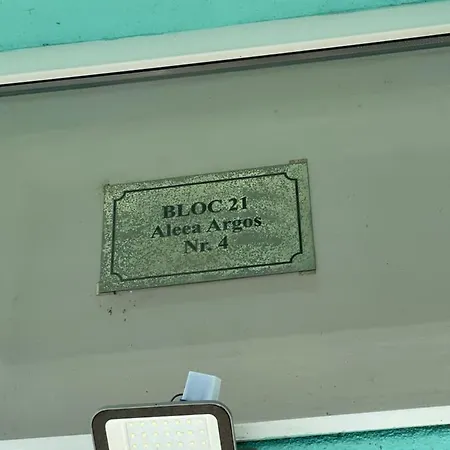 BLOC 21
Aleea Argos
Nr. 4